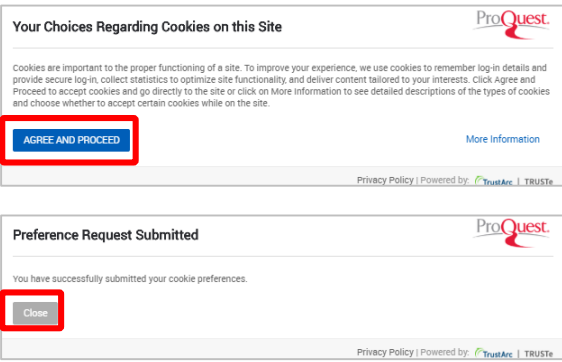 Your Choices Regarding Cookies on this Site
ProQuest.
Cookies are important to the proper functioning of a site. To improve your experience, we use cookies to remember log-in details and
provide secure log-in, collect statistics to optimize site functionality, and deliver content tailored to your interests. Click Agree and
Proceed to accept cookies and go directly to the site or click on More Information to see detailed descriptions of the types of cookies
and choose whether to accept certain cookies while on the site.
AGREE AND PROCEED
More Information
Privacy Policy | Powered by: TrustArc | TRUSTe
Preference Request Submitted
ProQuest.
You have successfully submitted your cookie preferences.
Close
Privacy Policy | Powered by: TrustArc | TRUSTe